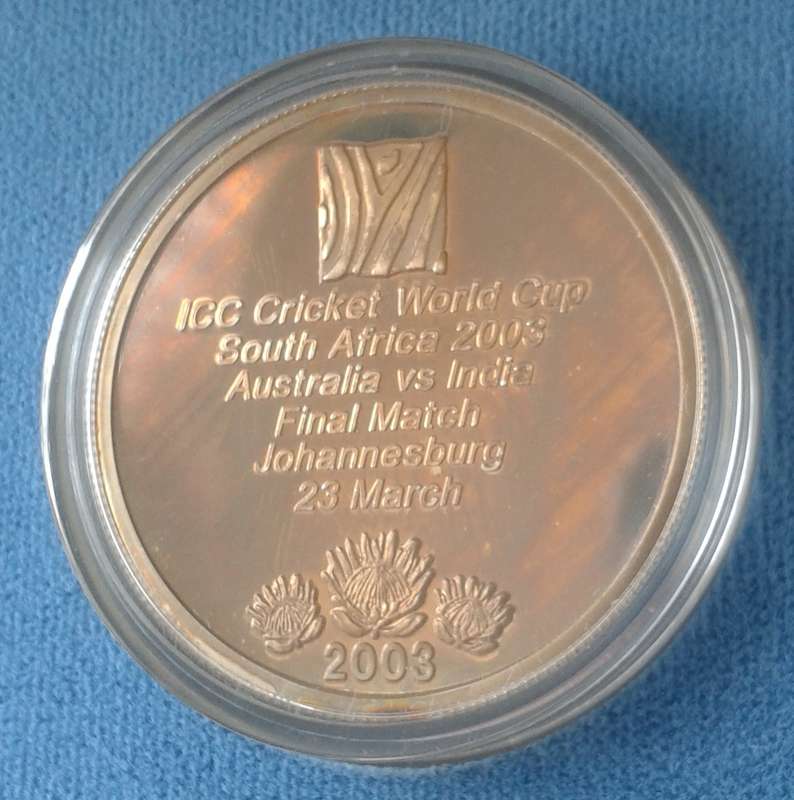 ICC Cricket World Cup
South Africa 2003
Australia vs India
Final Match
Johannesburg
23 March
2003